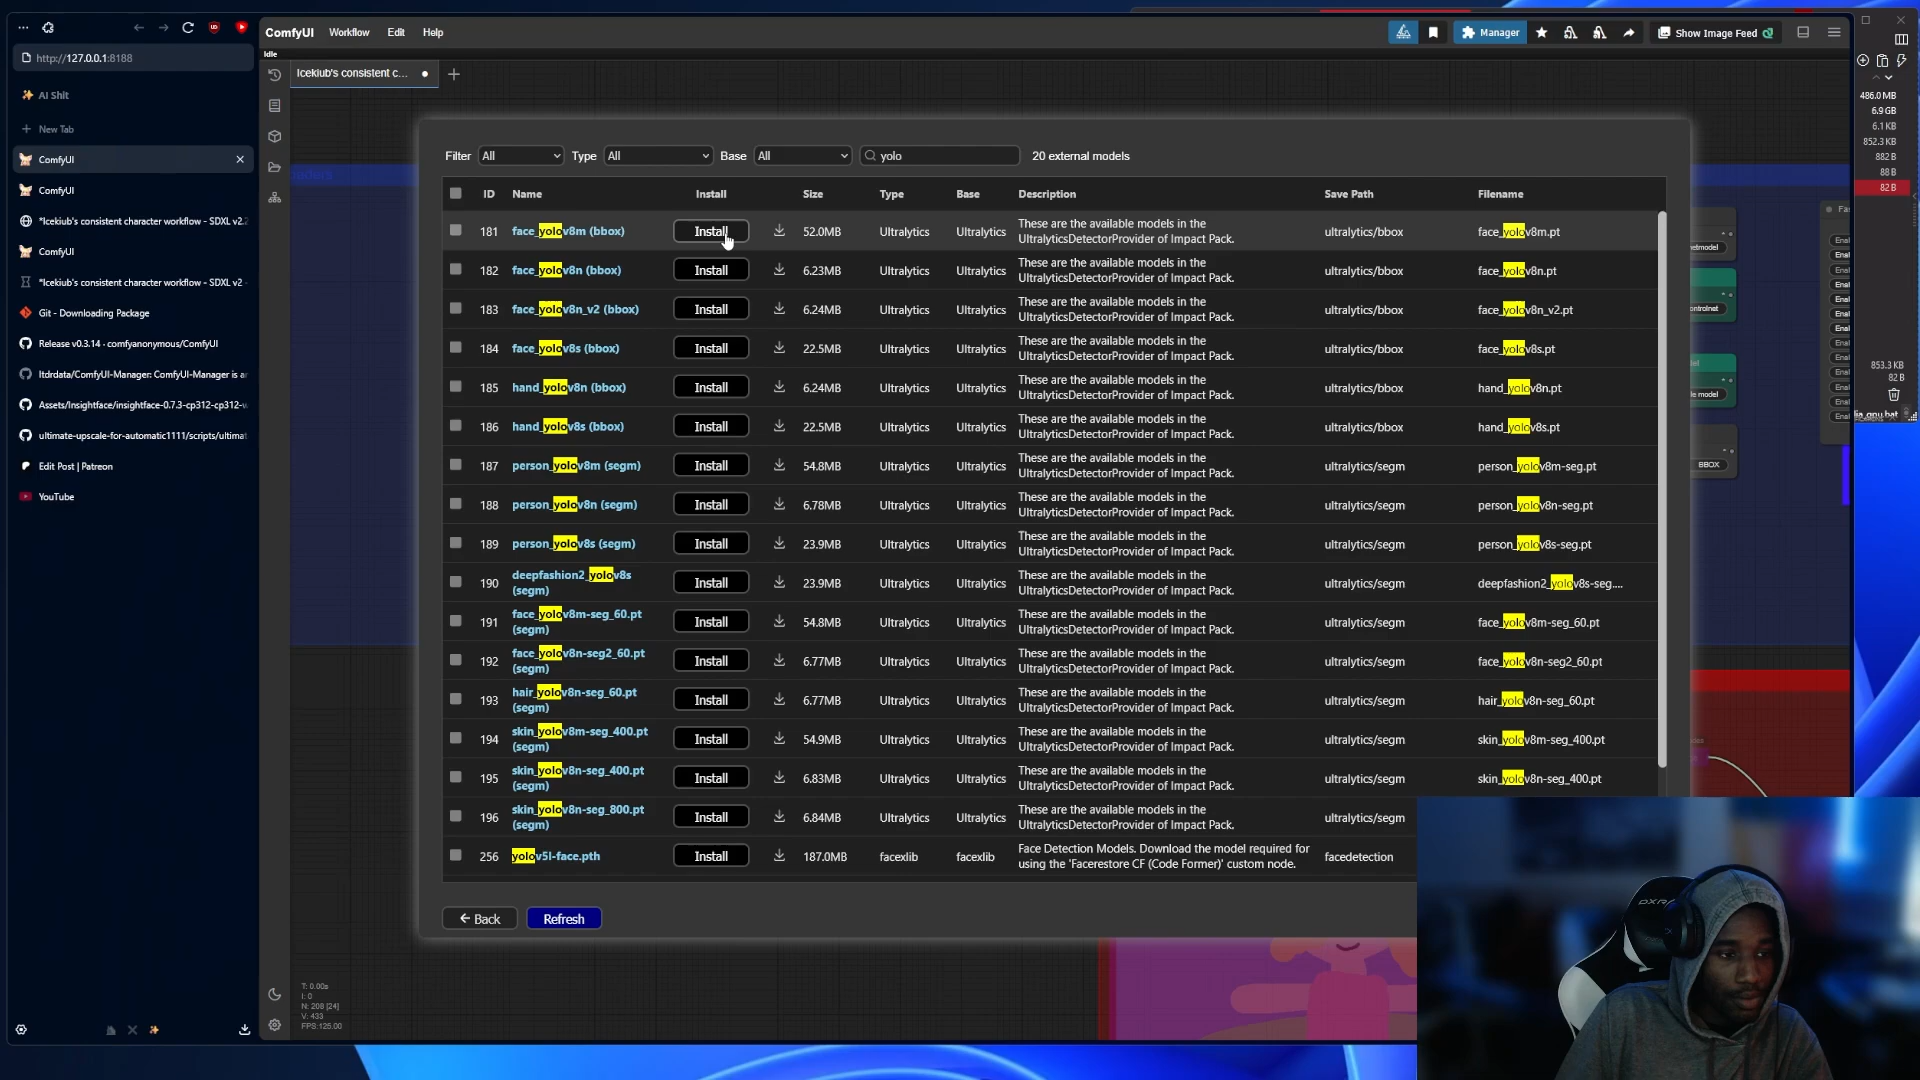 ComfyUI Workflow Edit Help
Manager
Show Image Feed
http://127.0.0.1:8188
Idle
Icekiub's consistent c...
AI Shit
New Tab
ComfyUI
ComfyUI
*Icekiub's consistent character workflow - SDXL v2.
ComfyUI
*Icekiub's consistent character workflow - SDXL v2
Git - Downloading Package
Release v0.3.14 - comfyanonymous/ComfyUI
ltdrdata/ComfyUI-Manager: ComfyUI-Manager is
Assets/Insightface/insightface-0.7.3-cp312-cp312-
ultimate-upscale-for-automatic1111/scripts/ultimat
Edit Post | Patreon
YouTube
Filter All Type All Base All yolo 20 external models
ID Name Install Size Type Base Description Save Path Filename
181 face_yolov8m (bbox) Install 52.0MB Ultralytics Ultralytics These are the available models in the UltralyticsDetectorProvider of Impact Pack. ultralytics/bbox face_yolov8m.pt
182 face_yolov8n (bbox) Install 6.23MB Ultralytics Ultralytics These are the available models in the UltralyticsDetectorProvider of Impact Pack. ultralytics/bbox face_yolov8n.pt
183 face_yolov8n_v2 (bbox) Install 6.24MB Ultralytics Ultralytics These are the available models in the UltralyticsDetectorProvider of Impact Pack. ultralytics/bbox face_yolov8n_v2.pt
184 face_yolov8s (bbox) Install 22.5MB Ultralytics Ultralytics These are the available models in the UltralyticsDetectorProvider of Impact Pack. ultralytics/bbox face_yolov8s.pt
185 hand_yolov8n (bbox) Install 6.24MB Ultralytics Ultralytics These are the available models in the UltralyticsDetectorProvider of Impact Pack. ultralytics/bbox hand_yolov8n.pt
186 hand_yolov8s (bbox) Install 22.5MB Ultralytics Ultralytics These are the available models in the UltralyticsDetectorProvider of Impact Pack. ultralytics/bbox hand_yolov8s.pt
187 person_yolov8m (segm) Install 54.8MB Ultralytics Ultralytics These are the available models in the UltralyticsDetectorProvider of Impact Pack. ultralytics/segm person_yolov8m-seg.pt
188 person_yolov8n (segm) Install 6.78MB Ultralytics Ultralytics These are the available models in the UltralyticsDetectorProvider of Impact Pack. ultralytics/segm person_yolov8n-seg.pt
189 person_yolov8s (segm) Install 23.9MB Ultralytics Ultralytics These are the available models in the UltralyticsDetectorProvider of Impact Pack. ultralytics/segm person_yolov8s-seg.pt
190 deepfashion2_yolov8s (segm) Install 23.9MB Ultralytics Ultralytics These are the available models in the UltralyticsDetectorProvider of Impact Pack. ultralytics/segm deepfashion2_yolov8s-seg....
191 face_yolov8m-seg_60.pt (segm) Install 54.8MB Ultralytics Ultralytics These are the available models in the UltralyticsDetectorProvider of Impact Pack. ultralytics/segm face_yolov8m-seg_60.pt
192 face_yolov8n-seg2_60.pt (segm) Install 6.77MB Ultralytics Ultralytics These are the available models in the UltralyticsDetectorProvider of Impact Pack. ultralytics/segm face_yolov8n-seg2_60.pt
193 hair_yolov8n-seg_60.pt (segm) Install 6.77MB Ultralytics Ultralytics These are the available models in the UltralyticsDetectorProvider of Impact Pack. ultralytics/segm hair_yolov8n-seg_60.pt
194 skin_yolov8m-seg_400.pt (segm) Install 54.9MB Ultralytics Ultralytics These are the available models in the UltralyticsDetectorProvider of Impact Pack. ultralytics/segm skin_yolov8m-seg_400.pt
195 skin_yolov8n-seg_400.pt (segm) Install 6.83MB Ultralytics Ultralytics These are the available models in the UltralyticsDetectorProvider of Impact Pack. ultralytics/segm skin_yolov8n-seg_400.pt
196 skin_yolov8n-seg_800.pt (segm) Install 6.84MB Ultralytics Ultralytics These are the available models in the UltralyticsDetectorProvider of Impact Pack. ultralytics/segm
256 yolov5l-face.pth Install 187.0MB facexlib facexlib Face Detection Models. Download the model required for using the 'Facerestore CF (Code Former)' custom node. facedetection
Back Refresh
T: 0.00s
I: 0
N: 208 [24]
V: 433
FPS:125.00
BBOX
486.0 MB
6.9 GB
6.1 KB
852.3 KB
882 B
88 B
82 B
853.3 KB
82 B
DXRA